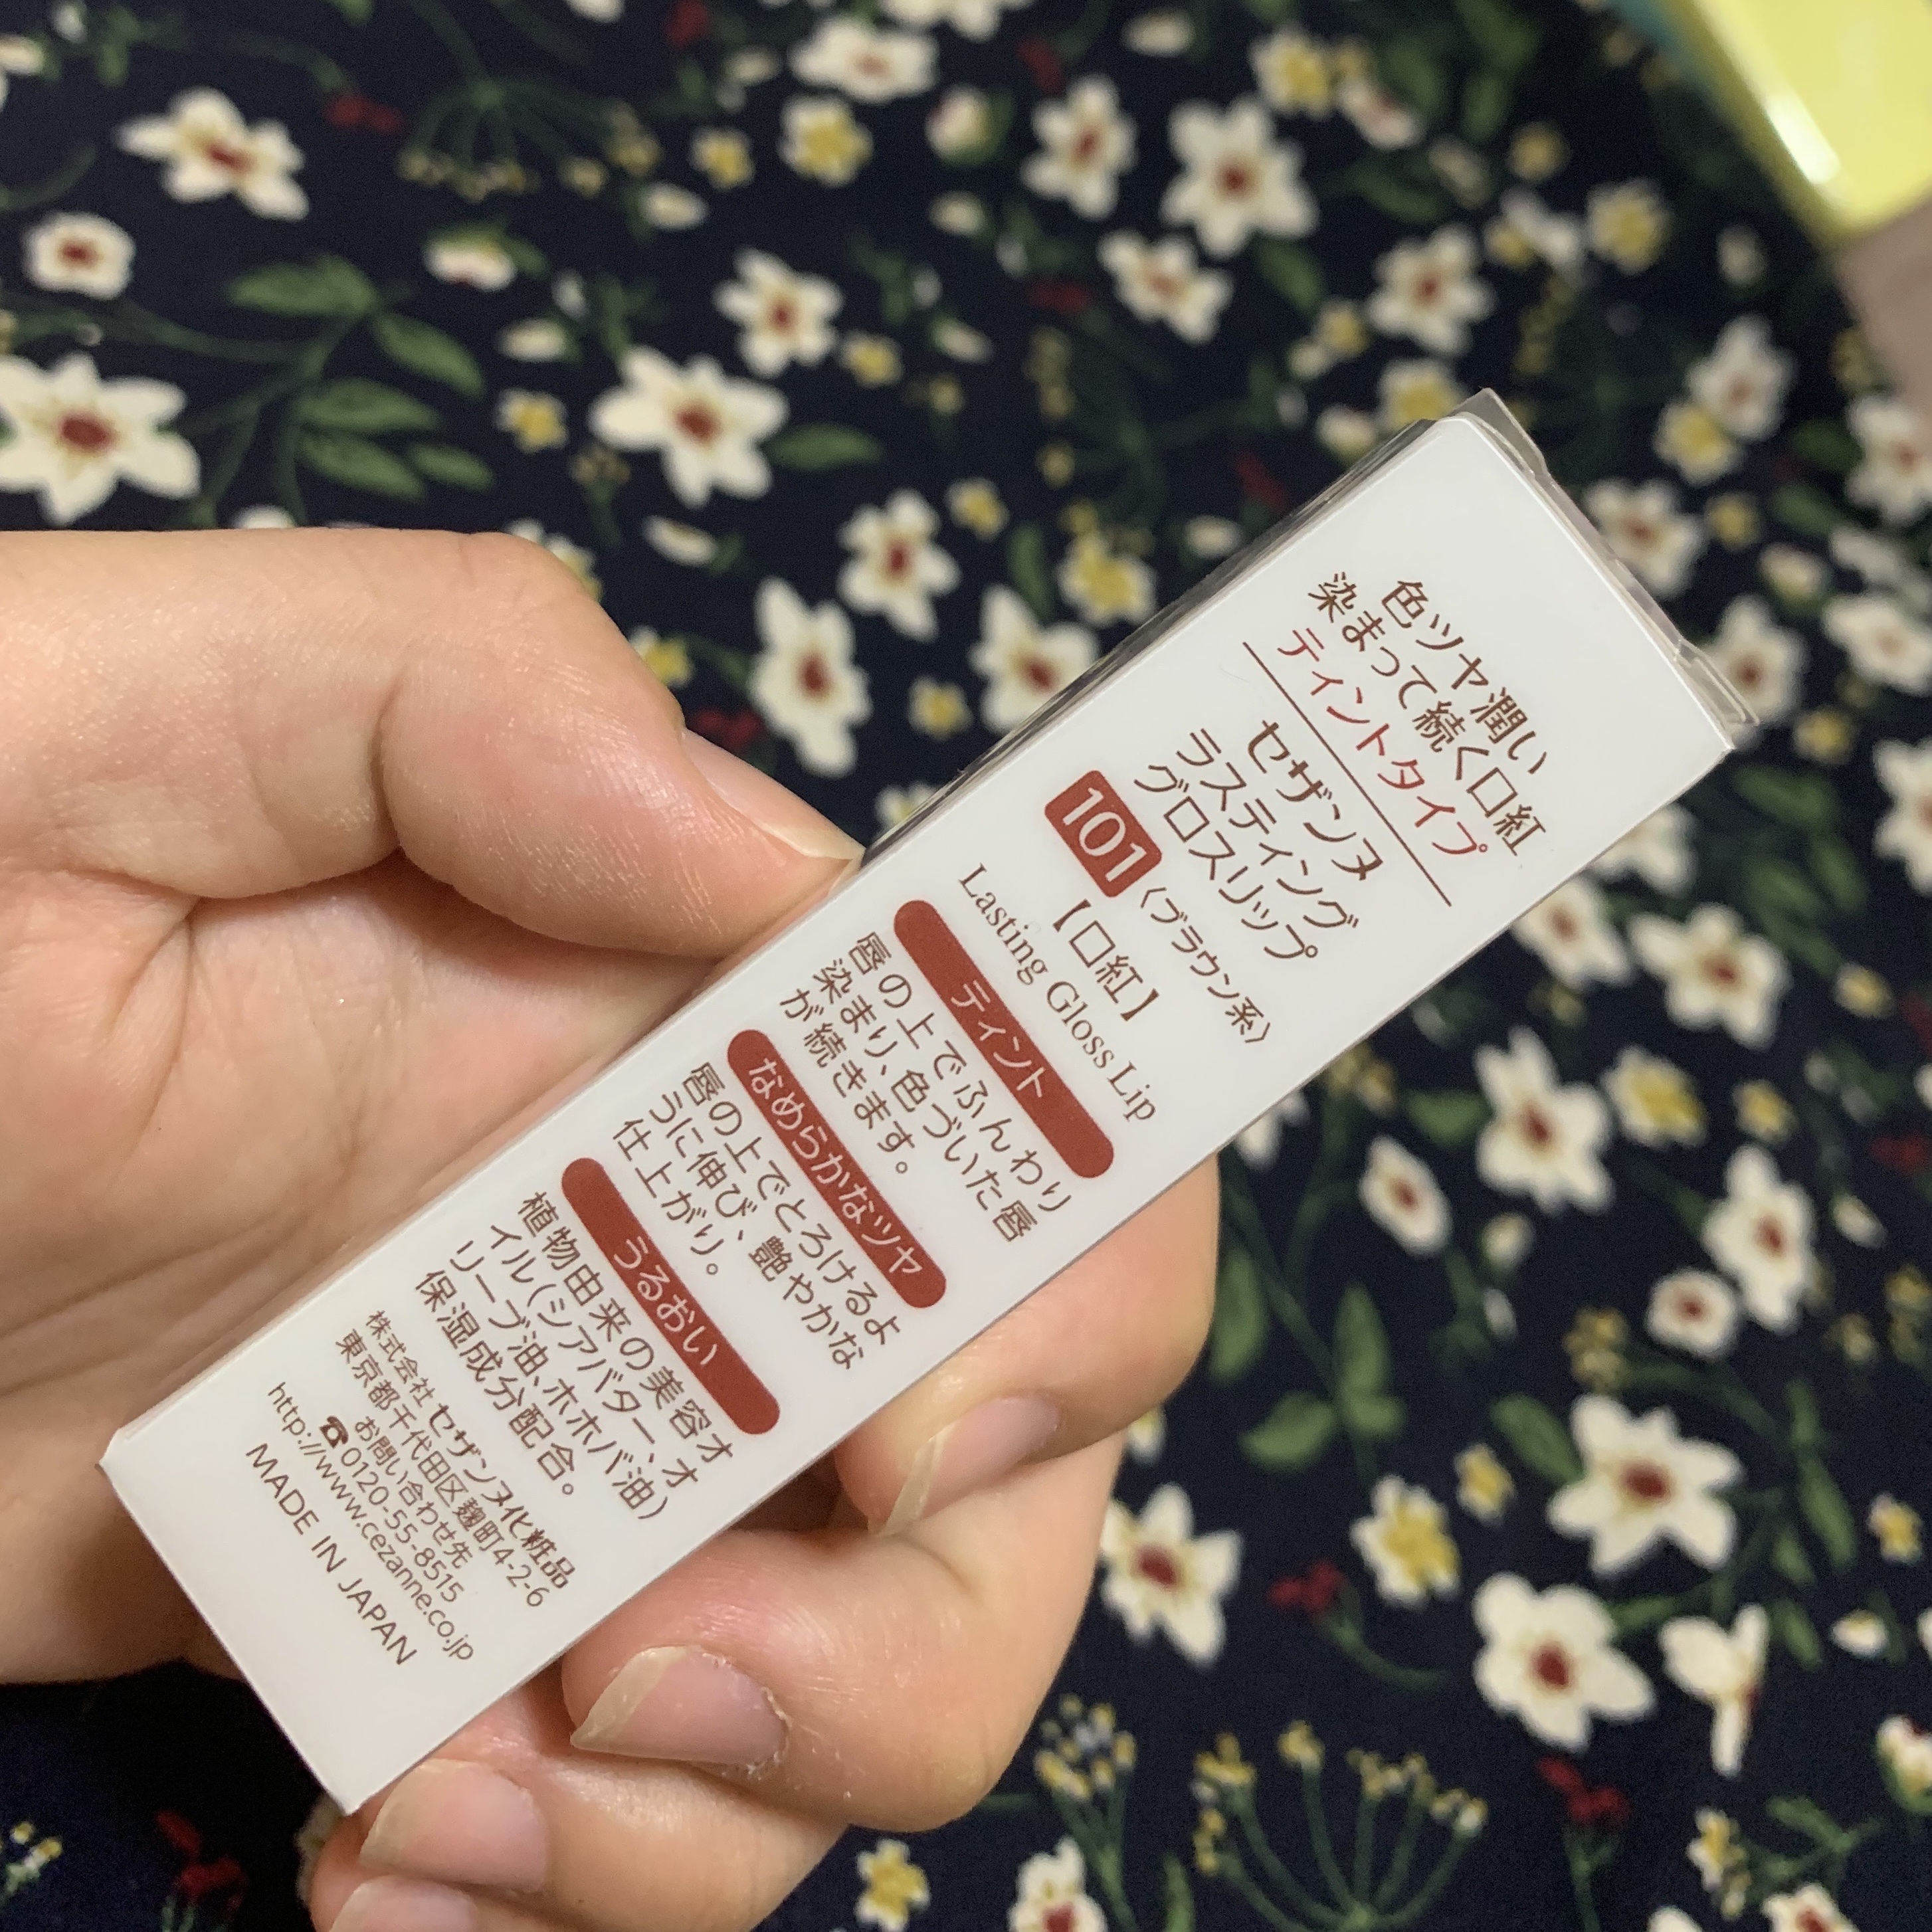 色ツヤ潤い
染まって続く口紅
ティントタイプ
セザンヌ
ラスティング
グロスリップ
101 〈ブラウン系〉
【口紅】
Lasting Gloss Lip
ティント
唇の上でふんわり
染まり、色づいた唇
が続きます。
なめらかなツヤ
唇の上でとろけるよ
うに伸び、艶やかな
仕上がり。
うるおい
植物由来の美容オ
イル(シアバター、オ
リーブ油、ホホバ油)
保湿成分配合。
株式会社 セザンヌ化粧品
東京都千代田区麹町4-2-6
お問い合わせ先
☎0120-55-8515
http://www.cezanne.co.jp
MADE IN JAPAN